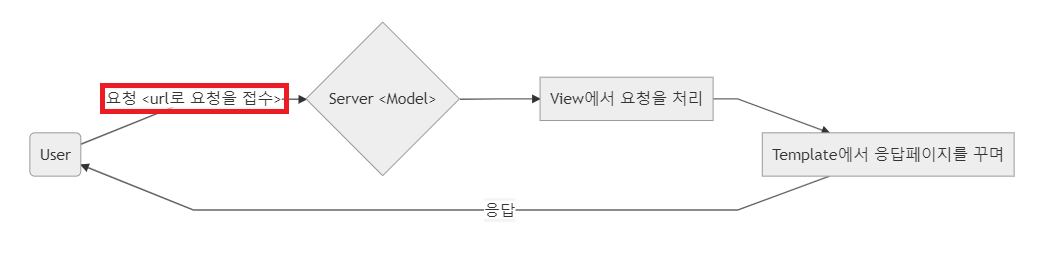 요청 <url로 요청을 접수>
Server <Model>
View에서 요청을 처리
User
Template에서 응답페이지를 꾸며
응답